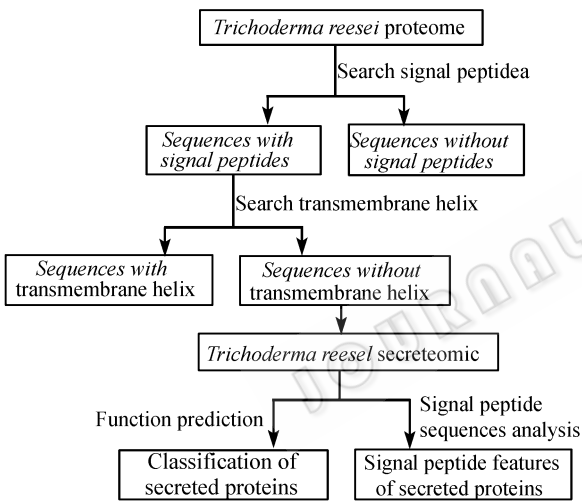 Trichoderma reesei proteome
Search signal peptidea
Sequences with
signal peptides
Sequences without
signal peptides
Search transmembrane helix
Sequences with
transmembrane helix
Sequences without
transmembrane helix
Trichoderma reesel secreteomic
Function prediction
Signal peptide
sequences analysis
Classification of
secreted proteins
Signal peptide features
of secreted proteins
JOURNAL